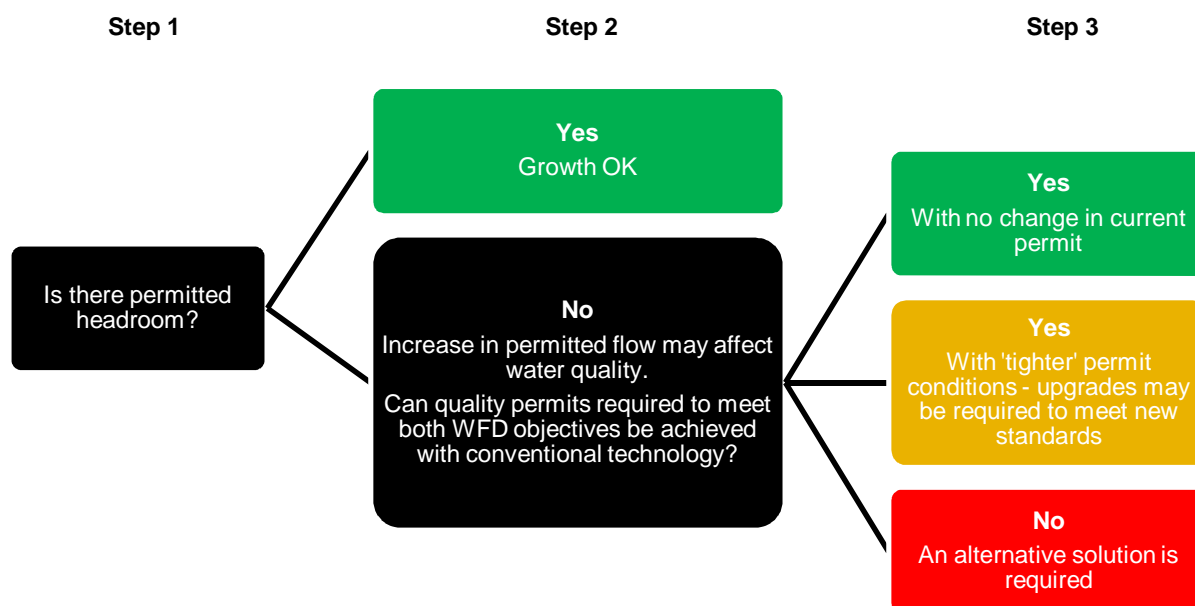 Step 1
Step 2
Step 3
Is there permitted
headroom?
Yes
Growth OK
No
Increase in permitted flow may affect
water quality.
Can quality permits required to meet
both WFD objectives be achieved
with conventional technology?
Yes
With no change in current
permit
Yes
With 'tighter' permit
conditions - upgrades may
be required to meet new
standards
No
An alternative solution is
required